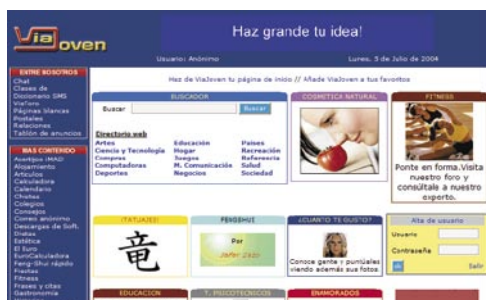 ViaJoven
Haz grande tu idea!
Usuario: Anónimo
Lunes, 5 de Julio de 2004
Haz de ViaJoven tu página de inicio // Añade ViaJoven a tus favoritos
ENTRE NOSOTROS
Chat
Clases de
Diccionario SMS
ViaForo
Páginas blancas
Postales
Relaciones
Tablón de anuncios
MAS CONTENIDO
Acertijos ¡MAS!
Alojamiento
Artículos
Calculadora
Calendario
Chistes
Colegios
Consejos
Correo anónimo
Descargas de Soft.
Dietas
Estética
El Euro
EuroCalculadora
Feng-Shui rápido
Fiestas
Fitness
Frases y citas
Gastronomía
BUSCADOR
Buscar
Buscar
Directorio web
Artes
Ciencia y Tecnología
Compras
Computadoras
Deportes
Educación
Hogar
Juegos
M. Comunicación
Negocios
Países
Recreación
Referencia
Salud
Sociedad
COSMETICA NATURAL
FITNESS
Ponte en forma.Visita
nuestro foro y
consúltale a nuestro
experto.
¡TATUAJES!
竜
FENGSHUI
Por
¿CUANTO TE GUSTO?
Conoce gente y puntúales
viendo además sus fotos.
Alta de usuario
Usuario
Contraseña
ok
Salir
EDUCACION
T. PSICOTECNICOS
ENAMORADOS